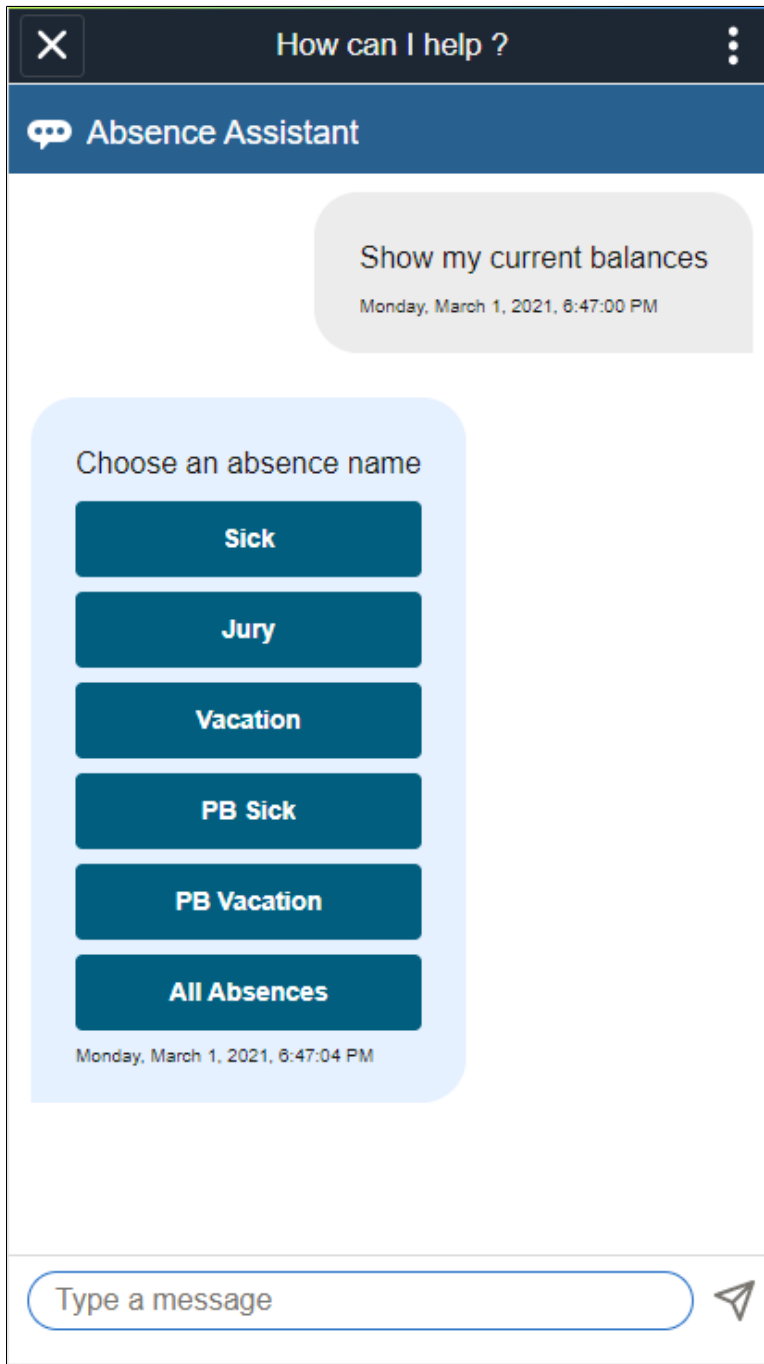 How can I help ?
Absence Assistant
Show my current balances
Monday, March 1, 2021, 6:47:00 PM
Choose an absence name
Sick
Jury
Vacation
PB Sick
PB Vacation
All Absences
Monday, March 1, 2021, 6:47:04 PM
Type a message